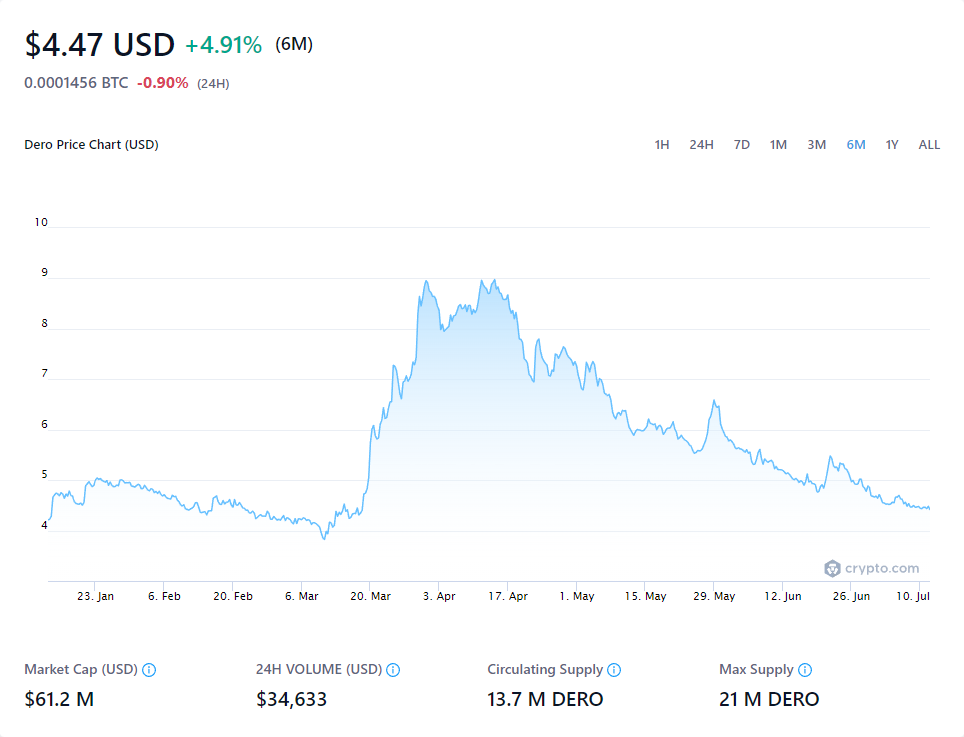 $4.47 USD +4.91% (6M)
0.0001456 BTC -0.90% (24H)
Dero Price Chart (USD) 1H 24H 7D 1M 3M 6M 1Y ALL
10
9
8
7
6
5
4
crypto.com
23. Jan 6. Feb 20. Feb 6. Mar 20. Mar 3. Apr 17. Apr 1. May 15. May 29. May 12. Jun 26. Jun 10. Jul
Market Cap (USD) 24H VOLUME (USD) Circulating Supply Max Supply
$61.2 M $34,633 13.7 M DERO 21 M DERO